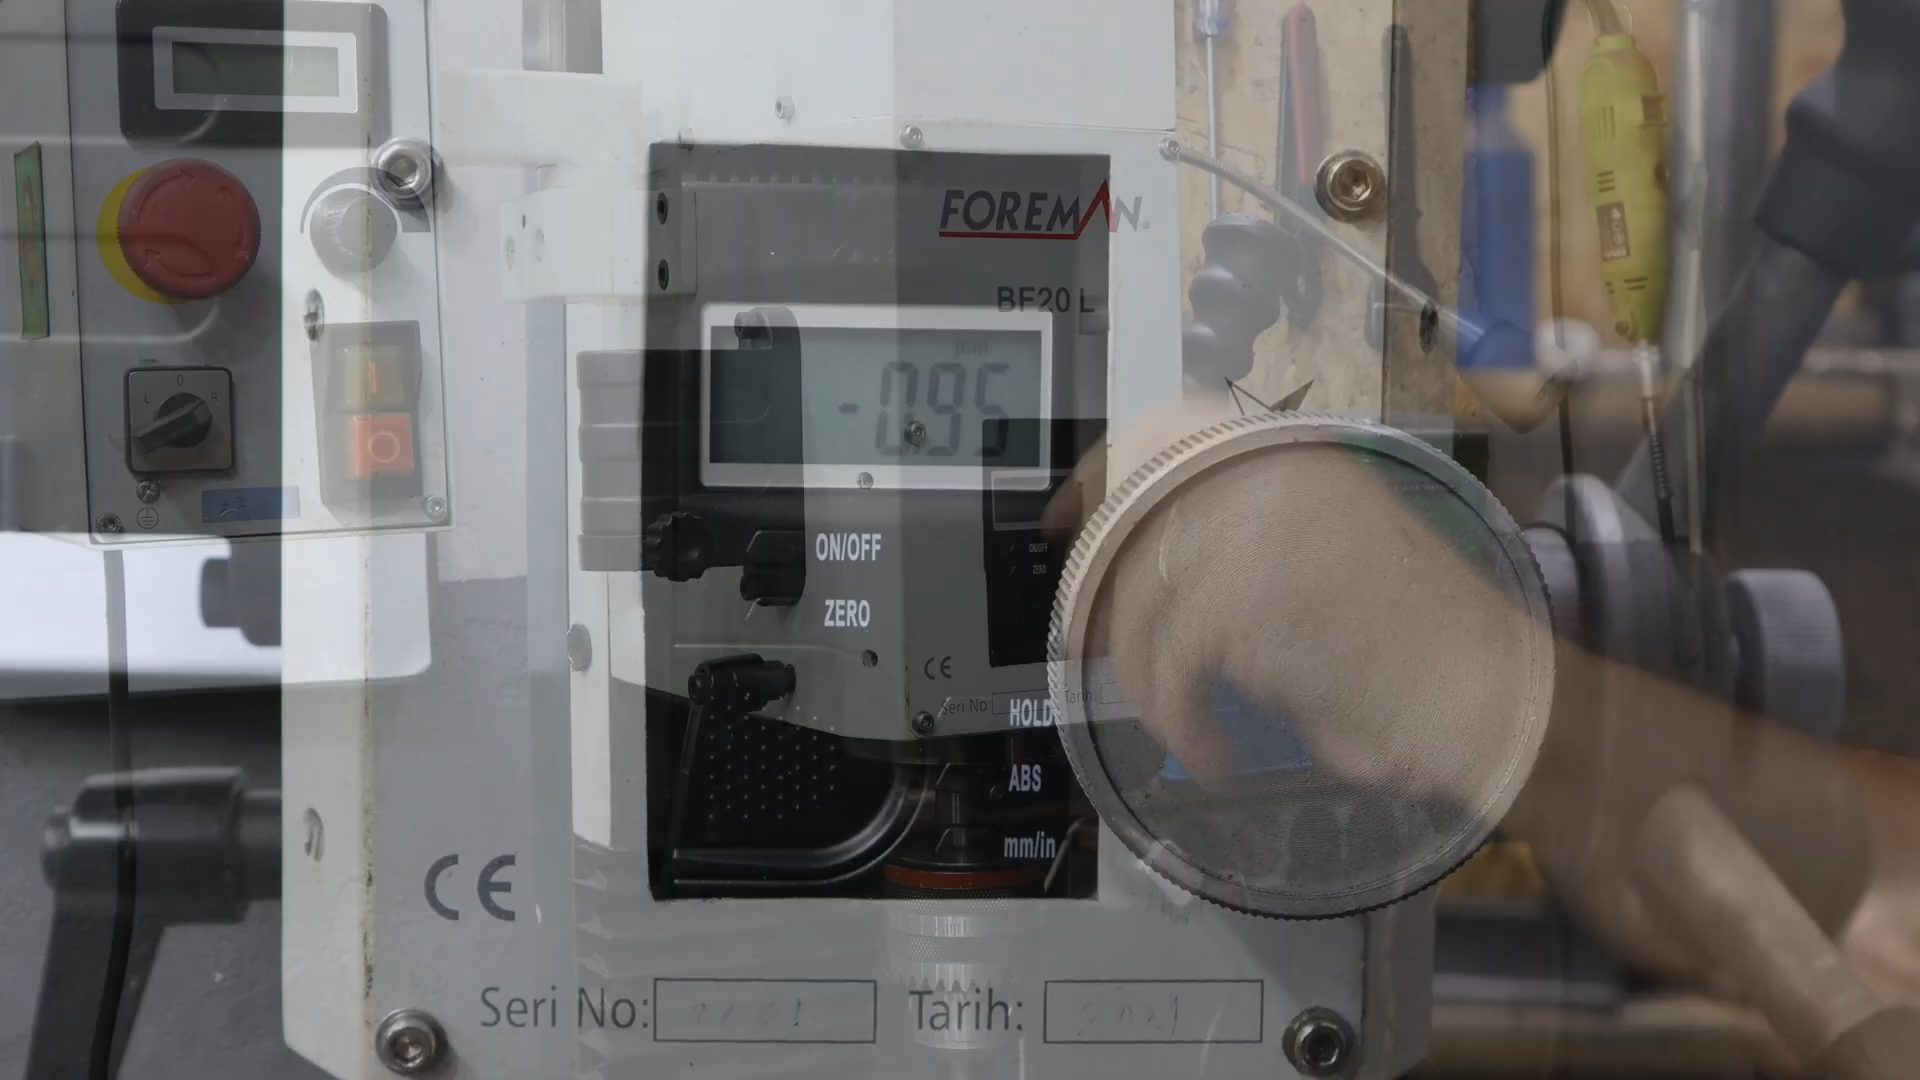 FOREMAN
BF20 L
mm
-0.95
L O R
ON/OFF
ZERO
ON/OFF
ZERO
CE
Seri No: Tarih:
HOLD
ABS
mm/in
CE
Seri No: Tarih: